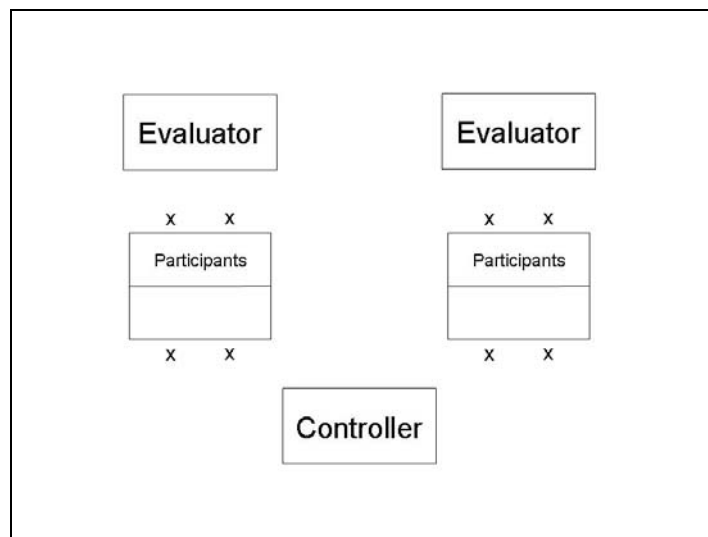 Evaluator
Evaluator
x x
x x
Participants
Participants
x x
x x
Controller